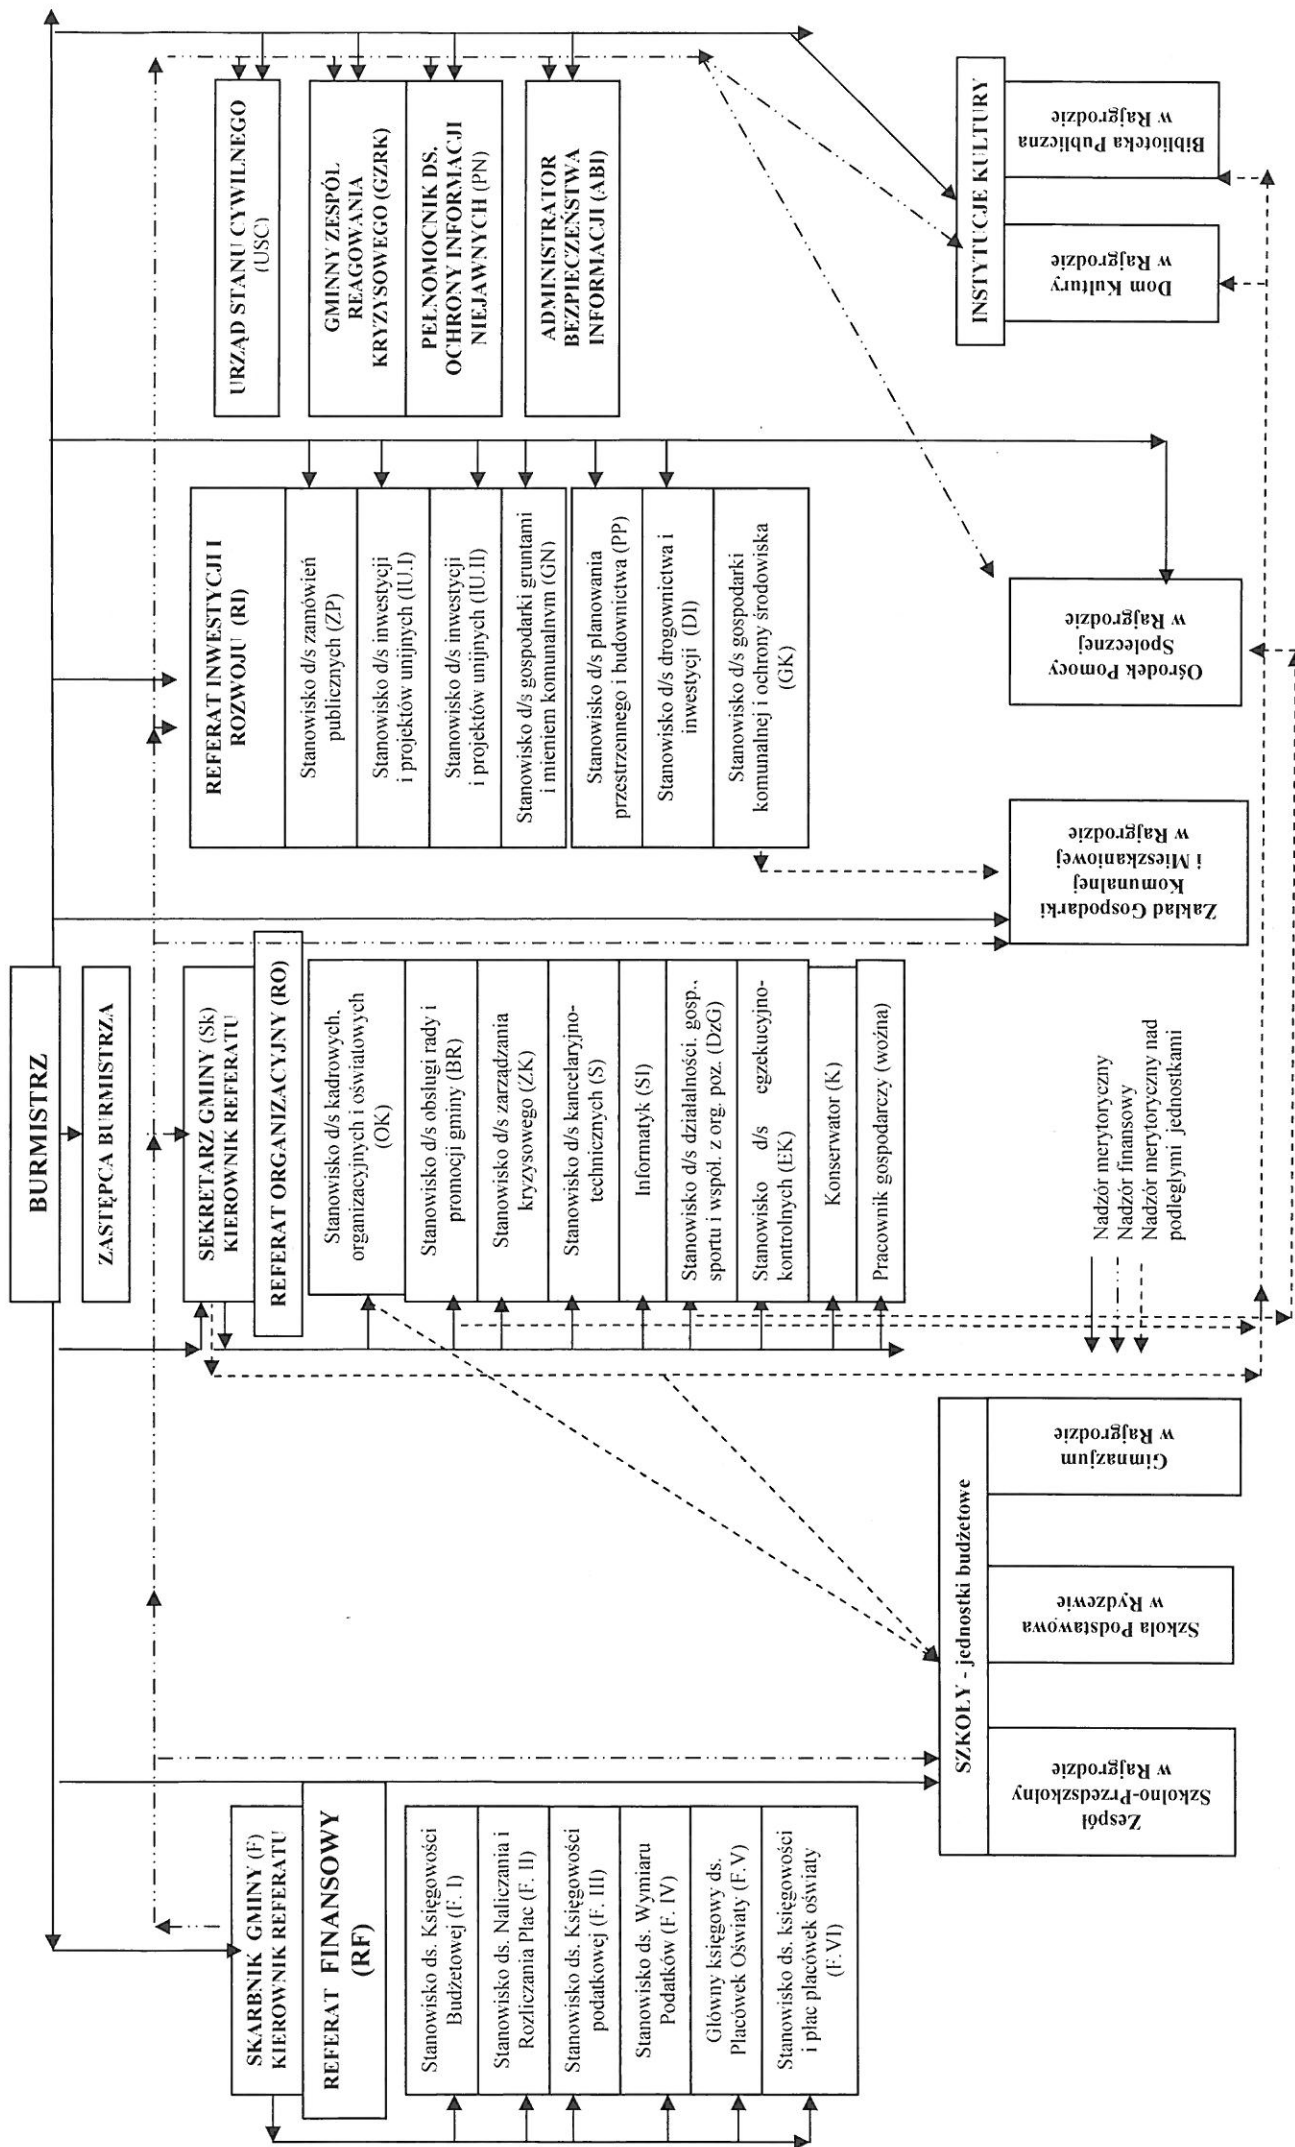 BURMISTRZ
ZASTĘPCA BURMISTRZA
SKARBNIK GMINY (F)
KIEROWNIK REFERATU
REFERAT FINANSOWY
(RF)
Stanowisko ds. Księgowości
Budżetowej (F. I)
Stanowisko ds. Naliczania i
Rozliczania Płac (F. II)
Stanowisko ds. Księgowości
podatkowej (F. III)
Stanowisko ds. Wymiaru
Podatków (F. IV)
Główny księgowy ds.
Placówek Oświaty (F.V)
Stanowisko ds. księgowości
i płac placówek oświaty
(F.VI)
SEKRETARZ GMINY (Sk)
KIEROWNIK REFERATU
REFERAT ORGANIZACYJNY (RO)
Stanowisko d/s kadrowych,
organizacyjnych i oświatowych
(OK)
Stanowisko d/s obsługi rady i
promocji gminy (BR)
Stanowisko d/s zarządzania
kryzysowego (ZK)
Stanowisko d/s kancelaryjno-
technicznych (S)
Informatyk (SI)
Stanowisko d/s działalności. gosp.,
sportu i współ. z org. poz. (DzG)
Stanowisko d/s egzekucyjno-
kontrolnych (EK)
Konserwator (K)
Pracownik gospodarczy (woźna)
REFERAT INWESTYCJI I
ROZWOJU (RI)
Stanowisko d/s zamówień
publicznych (ZP)
Stanowisko d/s inwestycji
i projektów unijnych (IU.I)
Stanowisko d/s inwestycji
i projektów unijnych (IU.II)
Stanowisko d/s gospodarki gruntami
i mieniem komunalnym (GN)
Stanowisko d/s planowania
przestrzennego i budownictwa (PP)
Stanowisko d/s drogownictwa i
inwestycji (DI)
Stanowisko d/s gospodarki
komunalnej i ochrony środowiska
(GK)
URZĄD STANU CYWILNEGO
(USC)
GMINNY ZESPÓŁ
REAGOWANIA
KRYZYSOWEGO (GZRK)
PEŁNOMOCNIK DS.
OCHRONY INFORMACJI
NIEJAWNYCH (PN)
ADMINISTRATOR
BEZPIECZEŃSTWA
INFORMACJI (ABI)
SZKOŁY - jednostki budżetowe
Zespół
Szkolno-Przedszkolny
w Rajgrodzie
Szkoła Podstawowa
w Rydzewie
Gimnazjum
w Rajgrodzie
Nadzór merytoryczny
Nadzór finansowy
Nadzór merytoryczny nad
podległymi jednostkami
Zakład Gospodarki
Komunalnej
i Mieszkaniowej
w Rajgrodzie
Ośrodek Pomocy
Społecznej
w Rajgrodzie
INSTYTUCJE KULTURY
Dom Kultury
w Rajgrodzie
Biblioteka Publiczna
w Rajgrodzie